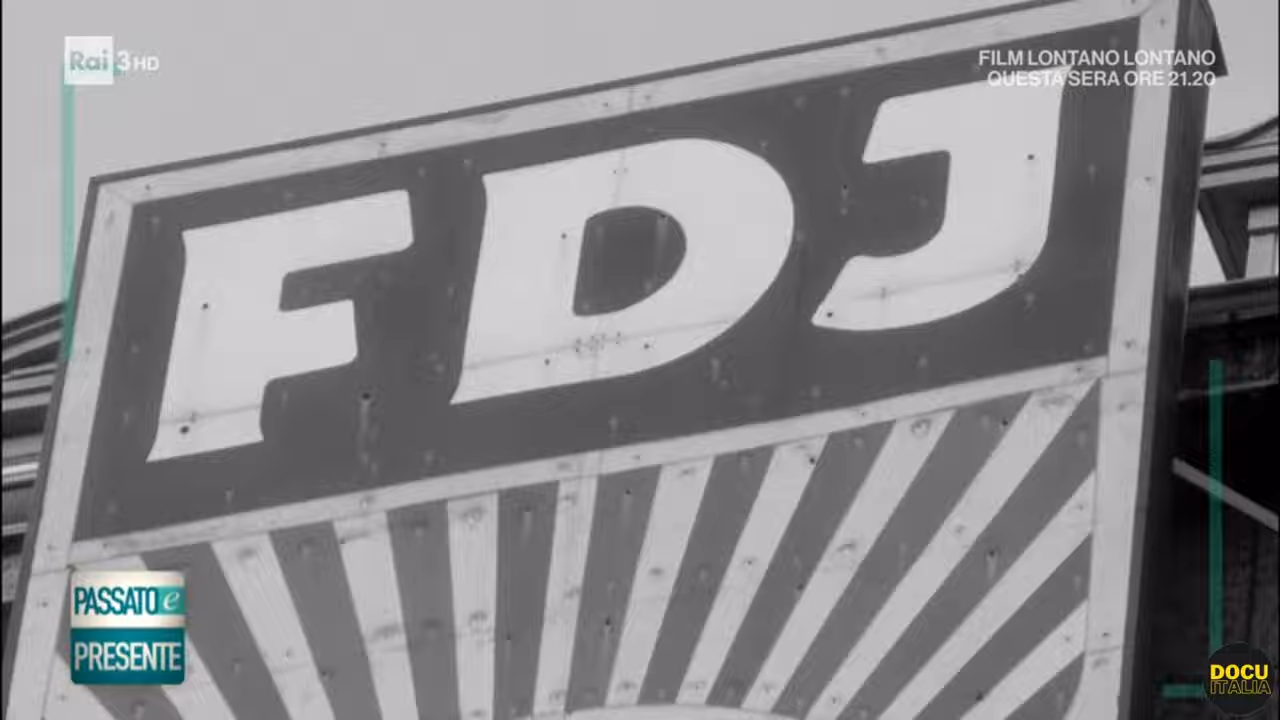 Rai 3 HD
FILM LONTANO LONTANO
QUESTA SERA ORE 21.20
FDJ
PASSATO e
PRESENTE
DOCU
ITALIA